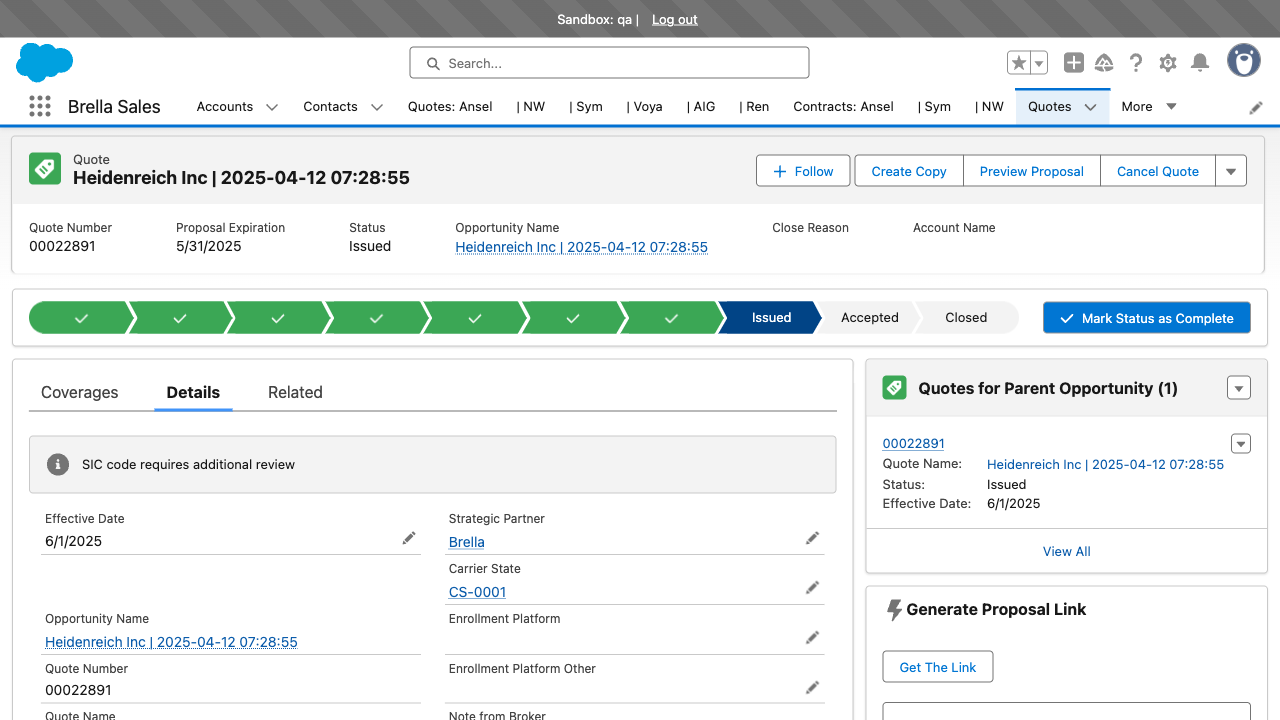 Sandbox: qa | Log out
Search...
Brella Sales Accounts Contacts Quotes: Ansel | NW | Sym | Voya | AIG | Ren Contracts: Ansel | Sym | NW Quotes More
Quote
Heidenreich Inc | 2025-04-12 07:28:55
Follow Create Copy Preview Proposal Cancel Quote
Quote Number Proposal Expiration Status Opportunity Name Close Reason Account Name
00022891 5/31/2025 Issued Heidenreich Inc | 2025-04-12 07:28:55
Issued Accepted Closed Mark Status as Complete
Coverages Details Related
SIC code requires additional review
Effective Date
6/1/2025
Strategic Partner
Brella
Carrier State
CS-0001
Opportunity Name
Heidenreich Inc | 2025-04-12 07:28:55
Enrollment Platform
Quote Number
00022891
Enrollment Platform Other
Quote Name
Note from Broker
Quotes for Parent Opportunity (1)
00022891
Quote Name: Heidenreich Inc | 2025-04-12 07:28:55
Status: Issued
Effective Date: 6/1/2025
View All
Generate Proposal Link
Get The Link